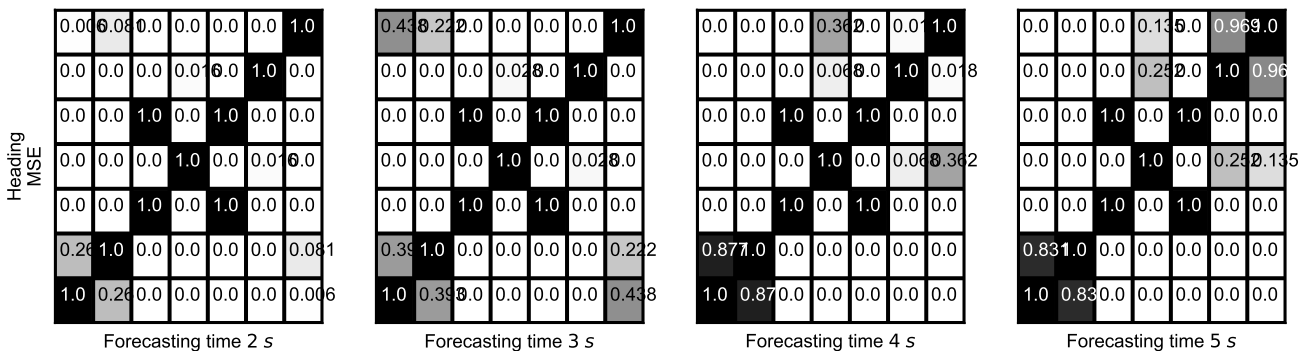 0.006 0.081 0.0 0.0 0.0 0.0 1.0 0.438 0.222 0.0 0.0 0.0 0.0 1.0 0.0 0.0 0.0 0.362 0.0 0.01 1.0 0.0 0.0 0.0 0.135 0.0 0.969 1.0
0.0 0.0 0.0 0.016 0.0 1.0 0.0 0.0 0.0 0.0 0.028 0.0 1.0 0.0 0.0 0.0 0.0 0.068 0.0 1.0 0.018 0.0 0.0 0.0 0.252 0.0 1.0 0.96
0.0 0.0 1.0 0.0 1.0 0.0 0.0 0.0 0.0 1.0 0.0 1.0 0.0 0.0 0.0 0.0 1.0 0.0 1.0 0.0 0.0 0.0 0.0 1.0 0.0 1.0 0.0 0.0
Heading
MSE
0.0 0.0 0.0 1.0 0.0 0.016 0.0 0.0 0.0 0.0 1.0 0.0 0.028 0.0 0.0 0.0 0.0 1.0 0.0 0.068 0.362 0.0 0.0 0.0 1.0 0.0 0.252 0.135
0.0 0.0 1.0 0.0 1.0 0.0 0.0 0.0 0.0 1.0 0.0 1.0 0.0 0.0 0.0 0.0 1.0 0.0 1.0 0.0 0.0 0.0 0.0 1.0 0.0 1.0 0.0 0.0
0.26 1.0 0.0 0.0 0.0 0.0 0.081 0.39 1.0 0.0 0.0 0.0 0.0 0.222 0.877 1.0 0.0 0.0 0.0 0.0 0.0 0.831 1.0 0.0 0.0 0.0 0.0 0.0
1.0 0.26 0.0 0.0 0.0 0.0 0.006 1.0 0.393 0.0 0.0 0.0 0.0 0.438 1.0 0.87 0.0 0.0 0.0 0.0 0.0 1.0 0.83 0.0 0.0 0.0 0.0 0.0
Forecasting time 2 s Forecasting time 3 s Forecasting time 4 s Forecasting time 5 s